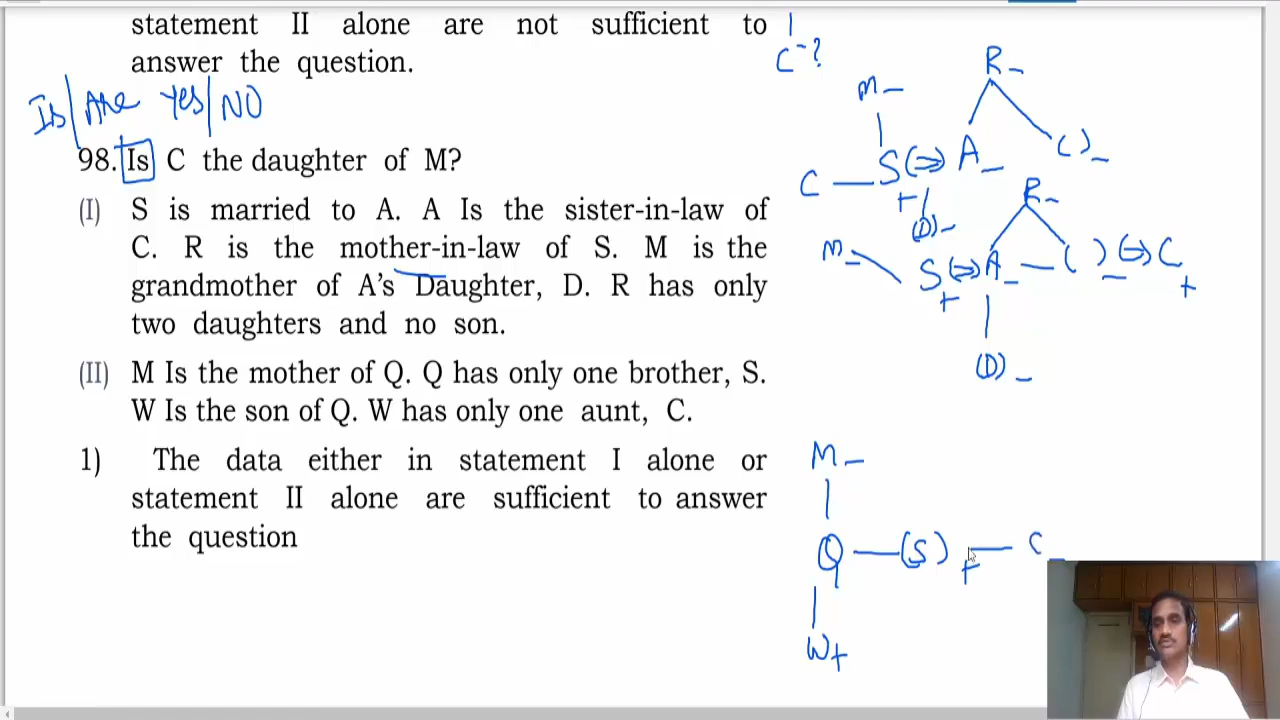 statement II alone are not sufficient to
answer the question.
C - ?
Is/Are Yes/NO
98. Is C the daughter of M?
(I) S is married to A. A Is the sister-in-law of
C. R is the mother-in-law of S. M is the
grandmother of A's Daughter, D. R has only
two daughters and no son.
(II) M Is the mother of Q. Q has only one brother, S.
W Is the son of Q. W has only one aunt, C.
1) The data either in statement I alone or
statement II alone are sufficient to answer
the question
R -
M -
C — S ⇔ A - ( ) -
+
(D) -
R -
M - S ⇔ A - — ( ) - ⇔ C +
+
(D) -
M -
Q — (S) + — C -
W +